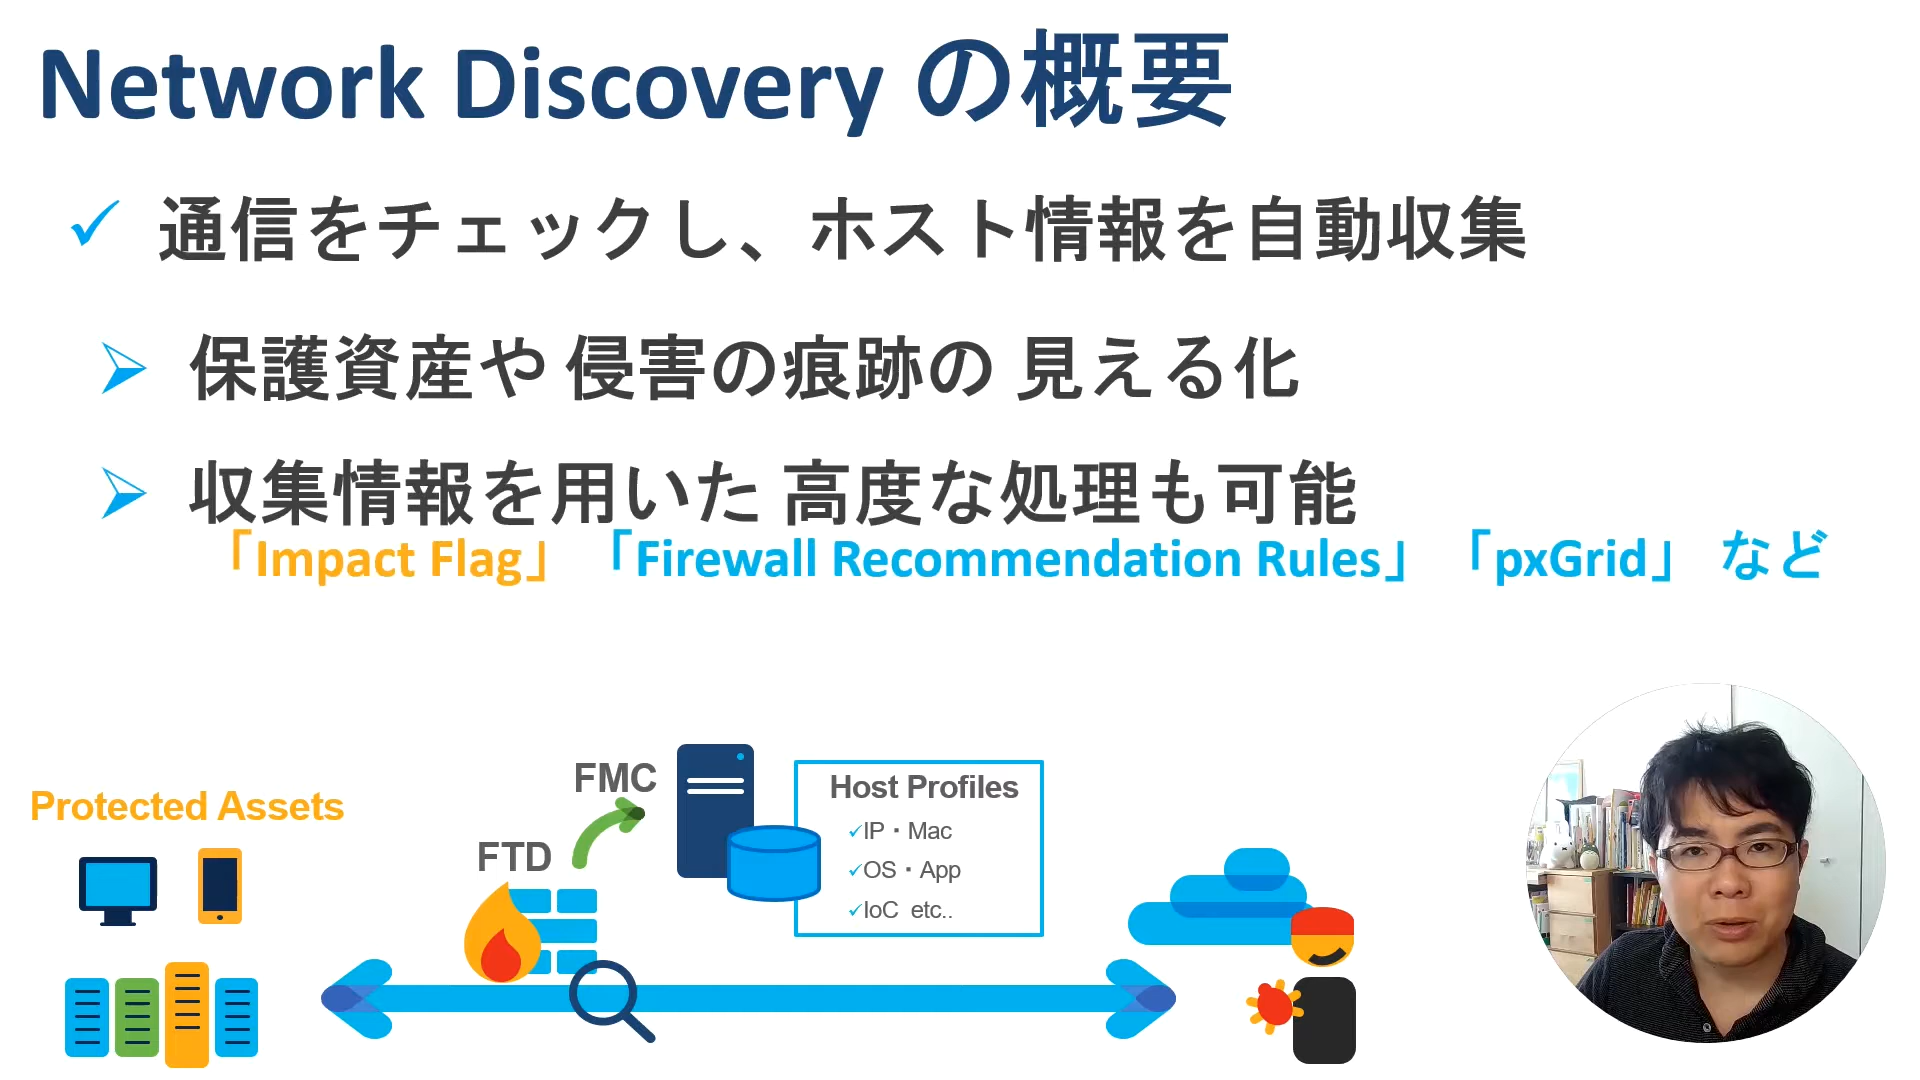 Network Discovery の概要
通信をチェックし、ホスト情報を自動収集
保護資産や 侵害の痕跡の 見える化
収集情報を用いた 高度な処理も可能
「Impact Flag」 「Firewall Recommendation Rules」 「pxGrid」 など
Protected Assets
FTD
FMC
Host Profiles
IP・Mac
OS・App
IoC etc..